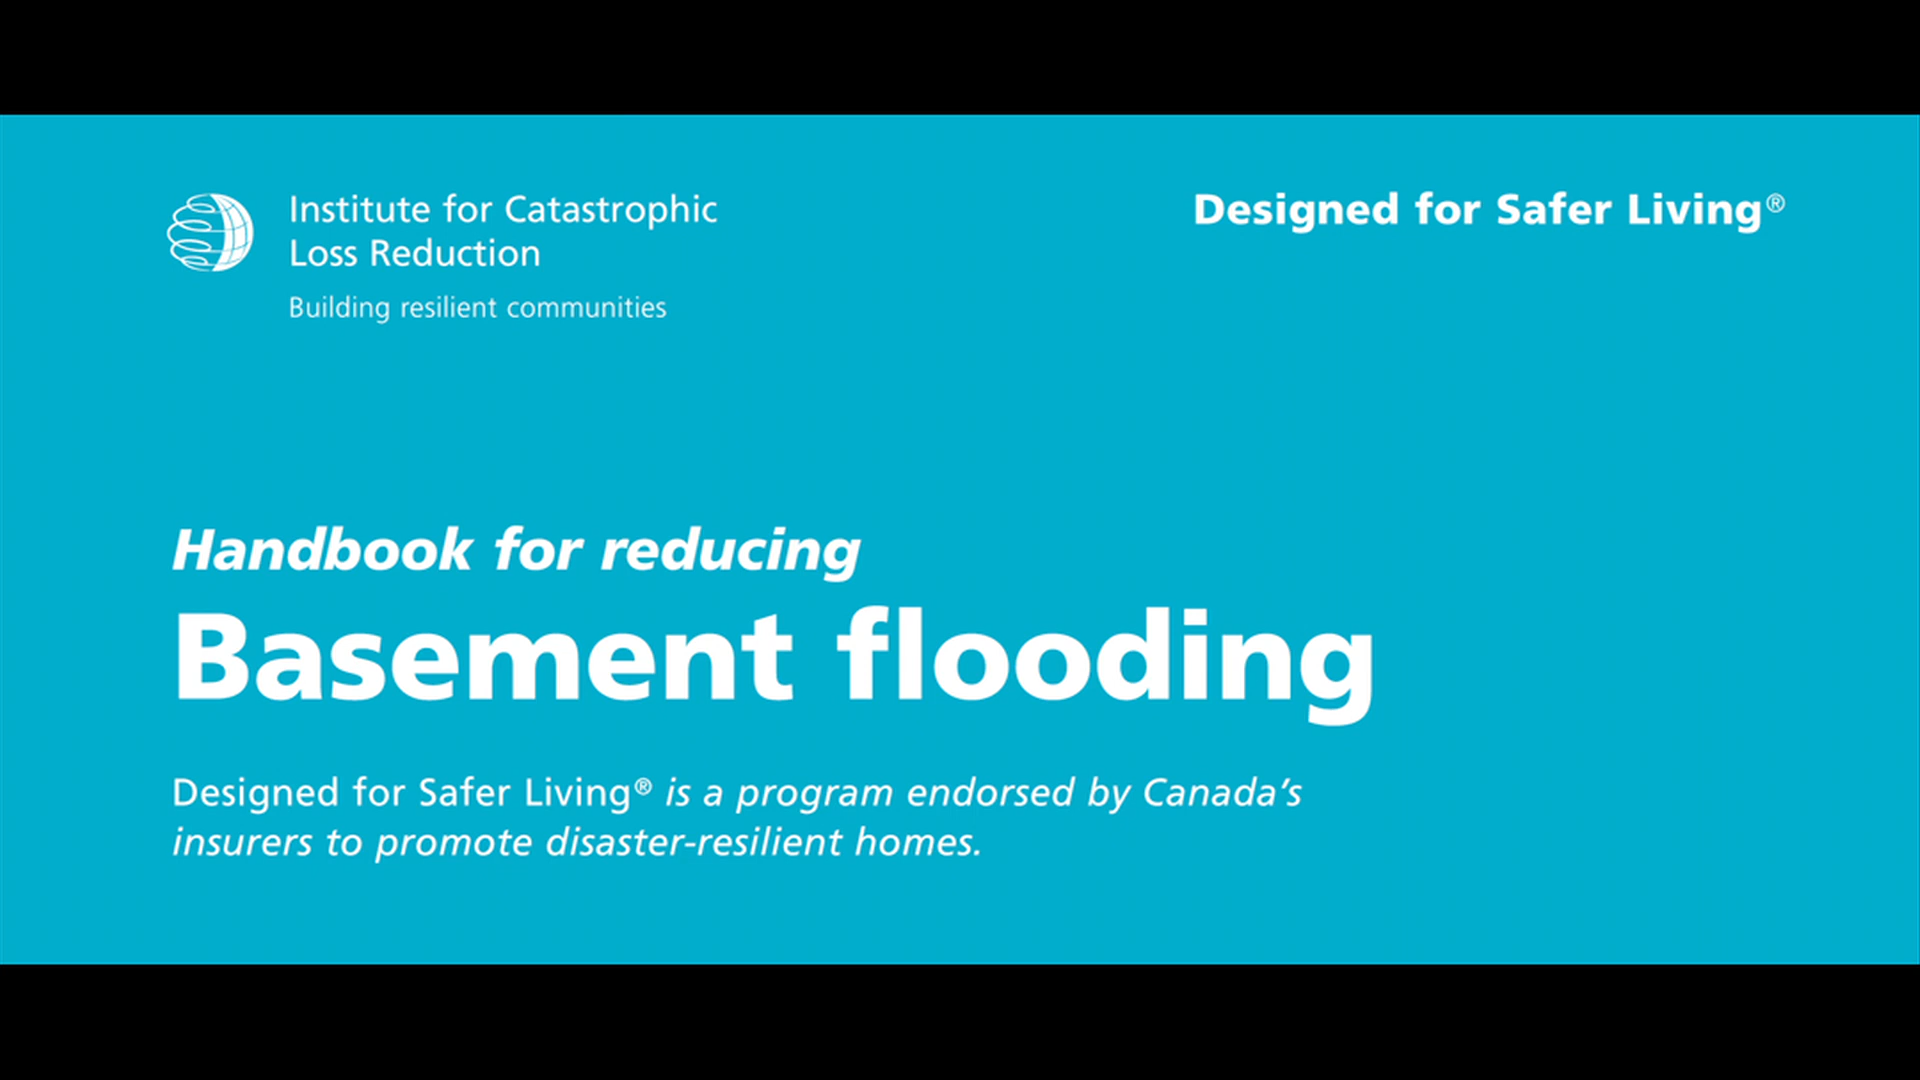 Institute for Catastrophic
Loss Reduction
Building resilient communities
Designed for Safer Living®
Handbook for reducing
Basement flooding
Designed for Safer Living® is a program endorsed by Canada’s
insurers to promote disaster-resilient homes.